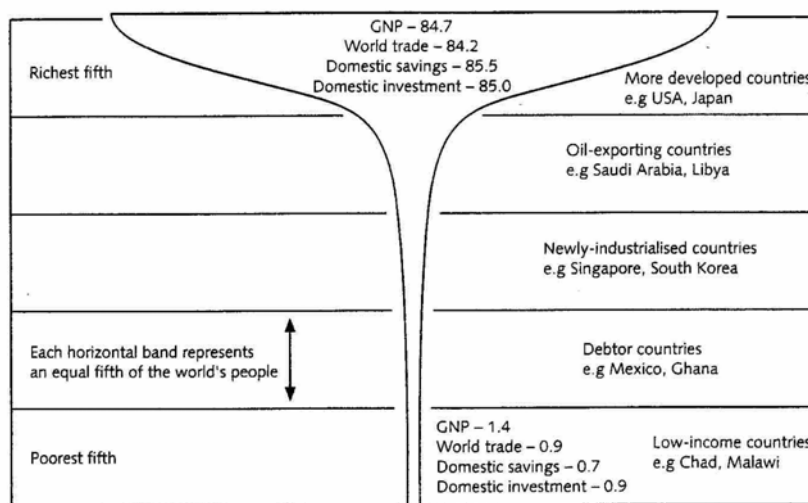 GNP – 84.7
World trade – 84.2
Domestic savings – 85.5
Domestic investment – 85.0
Richest fifth
More developed countries
e.g USA, Japan
Oil-exporting countries
e.g Saudi Arabia, Libya
Newly-industrialised countries
e.g Singapore, South Korea
Each horizontal band represents
an equal fifth of the world's people
Debtor countries
e.g Mexico, Ghana
Poorest fifth
GNP – 1.4
World trade – 0.9
Domestic savings – 0.7
Domestic investment – 0.9
Low-income countries
e.g Chad, Malawi